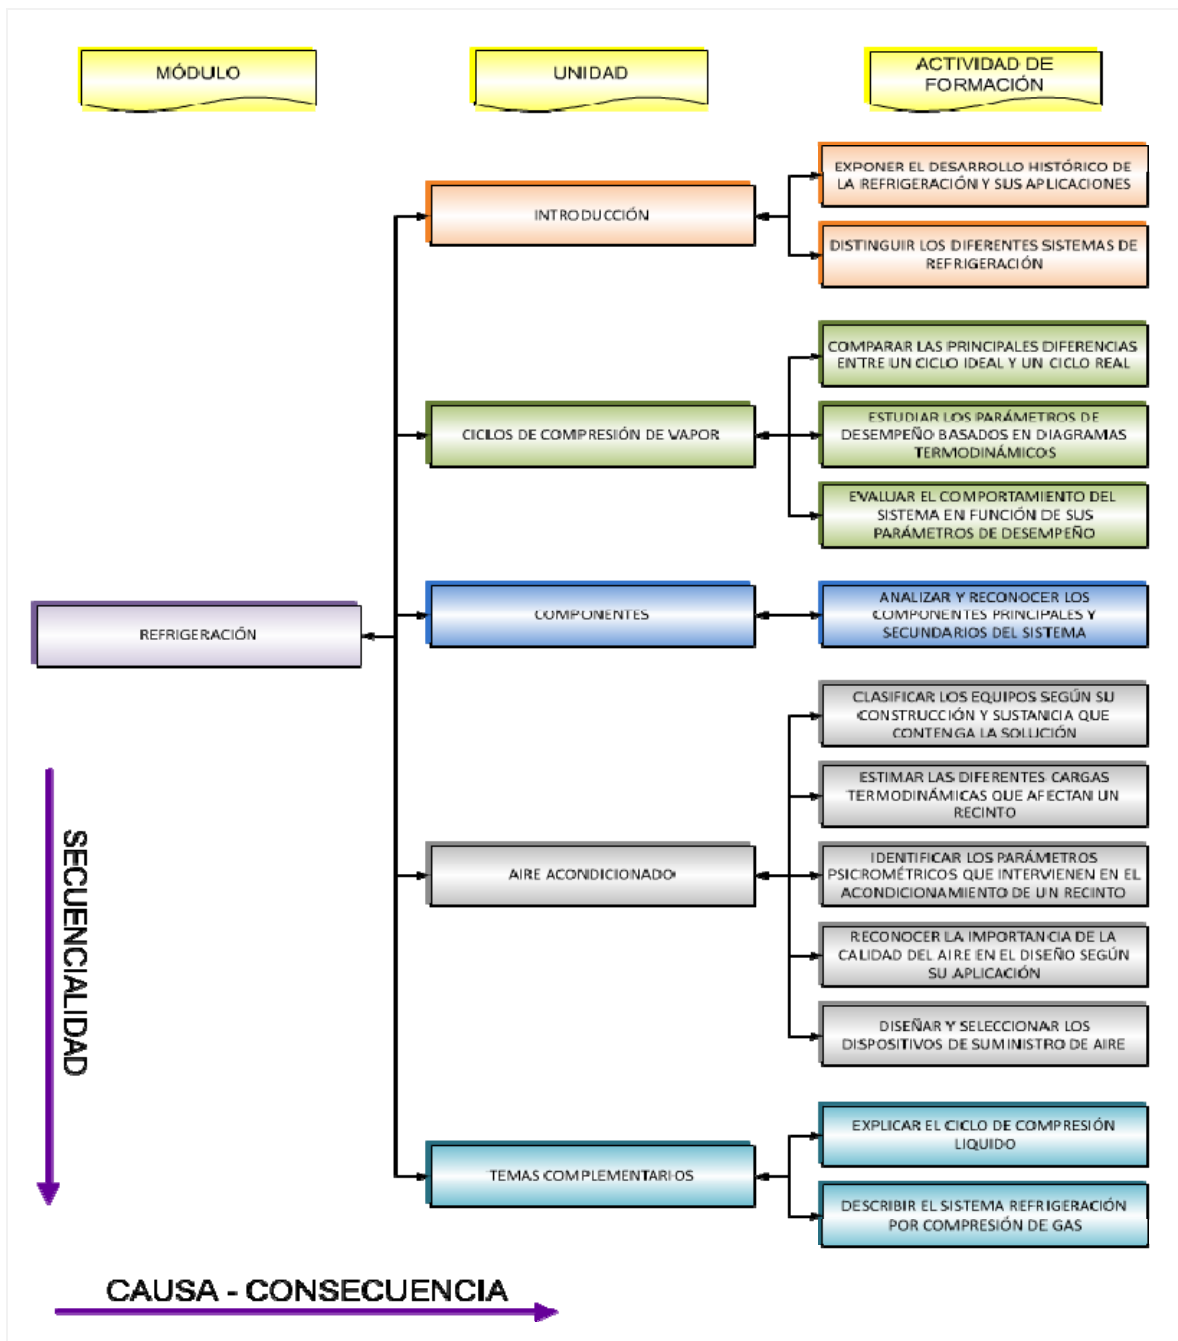 MÓDULO
UNIDAD
ACTIVIDAD DE
FORMACIÓN
REFRIGERACIÓN
INTRODUCCIÓN
EXPONER EL DESARROLLO HISTÓRICO DE
LA REFRIGERACIÓN Y SUS APLICACIONES
DISTINGUIR LOS DIFERENTES SISTEMAS DE
REFRIGERACIÓN
CICLOS DE COMPRESIÓN DE VAPOR
COMPARAR LAS PRINCIPALES DIFERENCIAS
ENTRE UN CICLO IDEAL Y UN CICLO REAL
ESTUDIAR LOS PARÁMETROS DE
DESEMPEÑO BASADOS EN DIAGRAMAS
TERMODINÁMICOS
EVALUAR EL COMPORTAMIENTO DEL
SISTEMA EN FUNCIÓN DE SUS
PARÁMETROS DE DESEMPEÑO
COMPONENTES
ANALIZAR Y RECONOCER LOS
COMPONENTES PRINCIPALES Y
SECUNDARIOS DEL SISTEMA
AIRE ACONDICIONADO
CLASIFICAR LOS EQUIPOS SEGÚN SU
CONSTRUCCIÓN Y SUSTANCIA QUE
CONTENGA LA SOLUCIÓN
ESTIMAR LAS DIFERENTES CARGAS
TERMODINÁMICAS QUE AFECTAN UN
RECINTO
IDENTIFICAR LOS PARÁMETROS
PSICROMÉTRICOS QUE INTERVIENEN EN EL
ACONDICIONAMIENTO DE UN RECINTO
RECONOCER LA IMPORTANCIA DE LA
CALIDAD DEL AIRE EN EL DISEÑO SEGÚN
SU APLICACIÓN
DISEÑAR Y SELECCIONAR LOS
DISPOSITIVOS DE SUMINISTRO DE AIRE
TEMAS COMPLEMENTARIOS
EXPLICAR EL CICLO DE COMPRESIÓN
LIQUIDO
DESCRIBIR EL SISTEMA REFRIGERACIÓN
POR COMPRESIÓN DE GAS
SECUENCIALIDAD
CAUSA - CONSECUENCIA